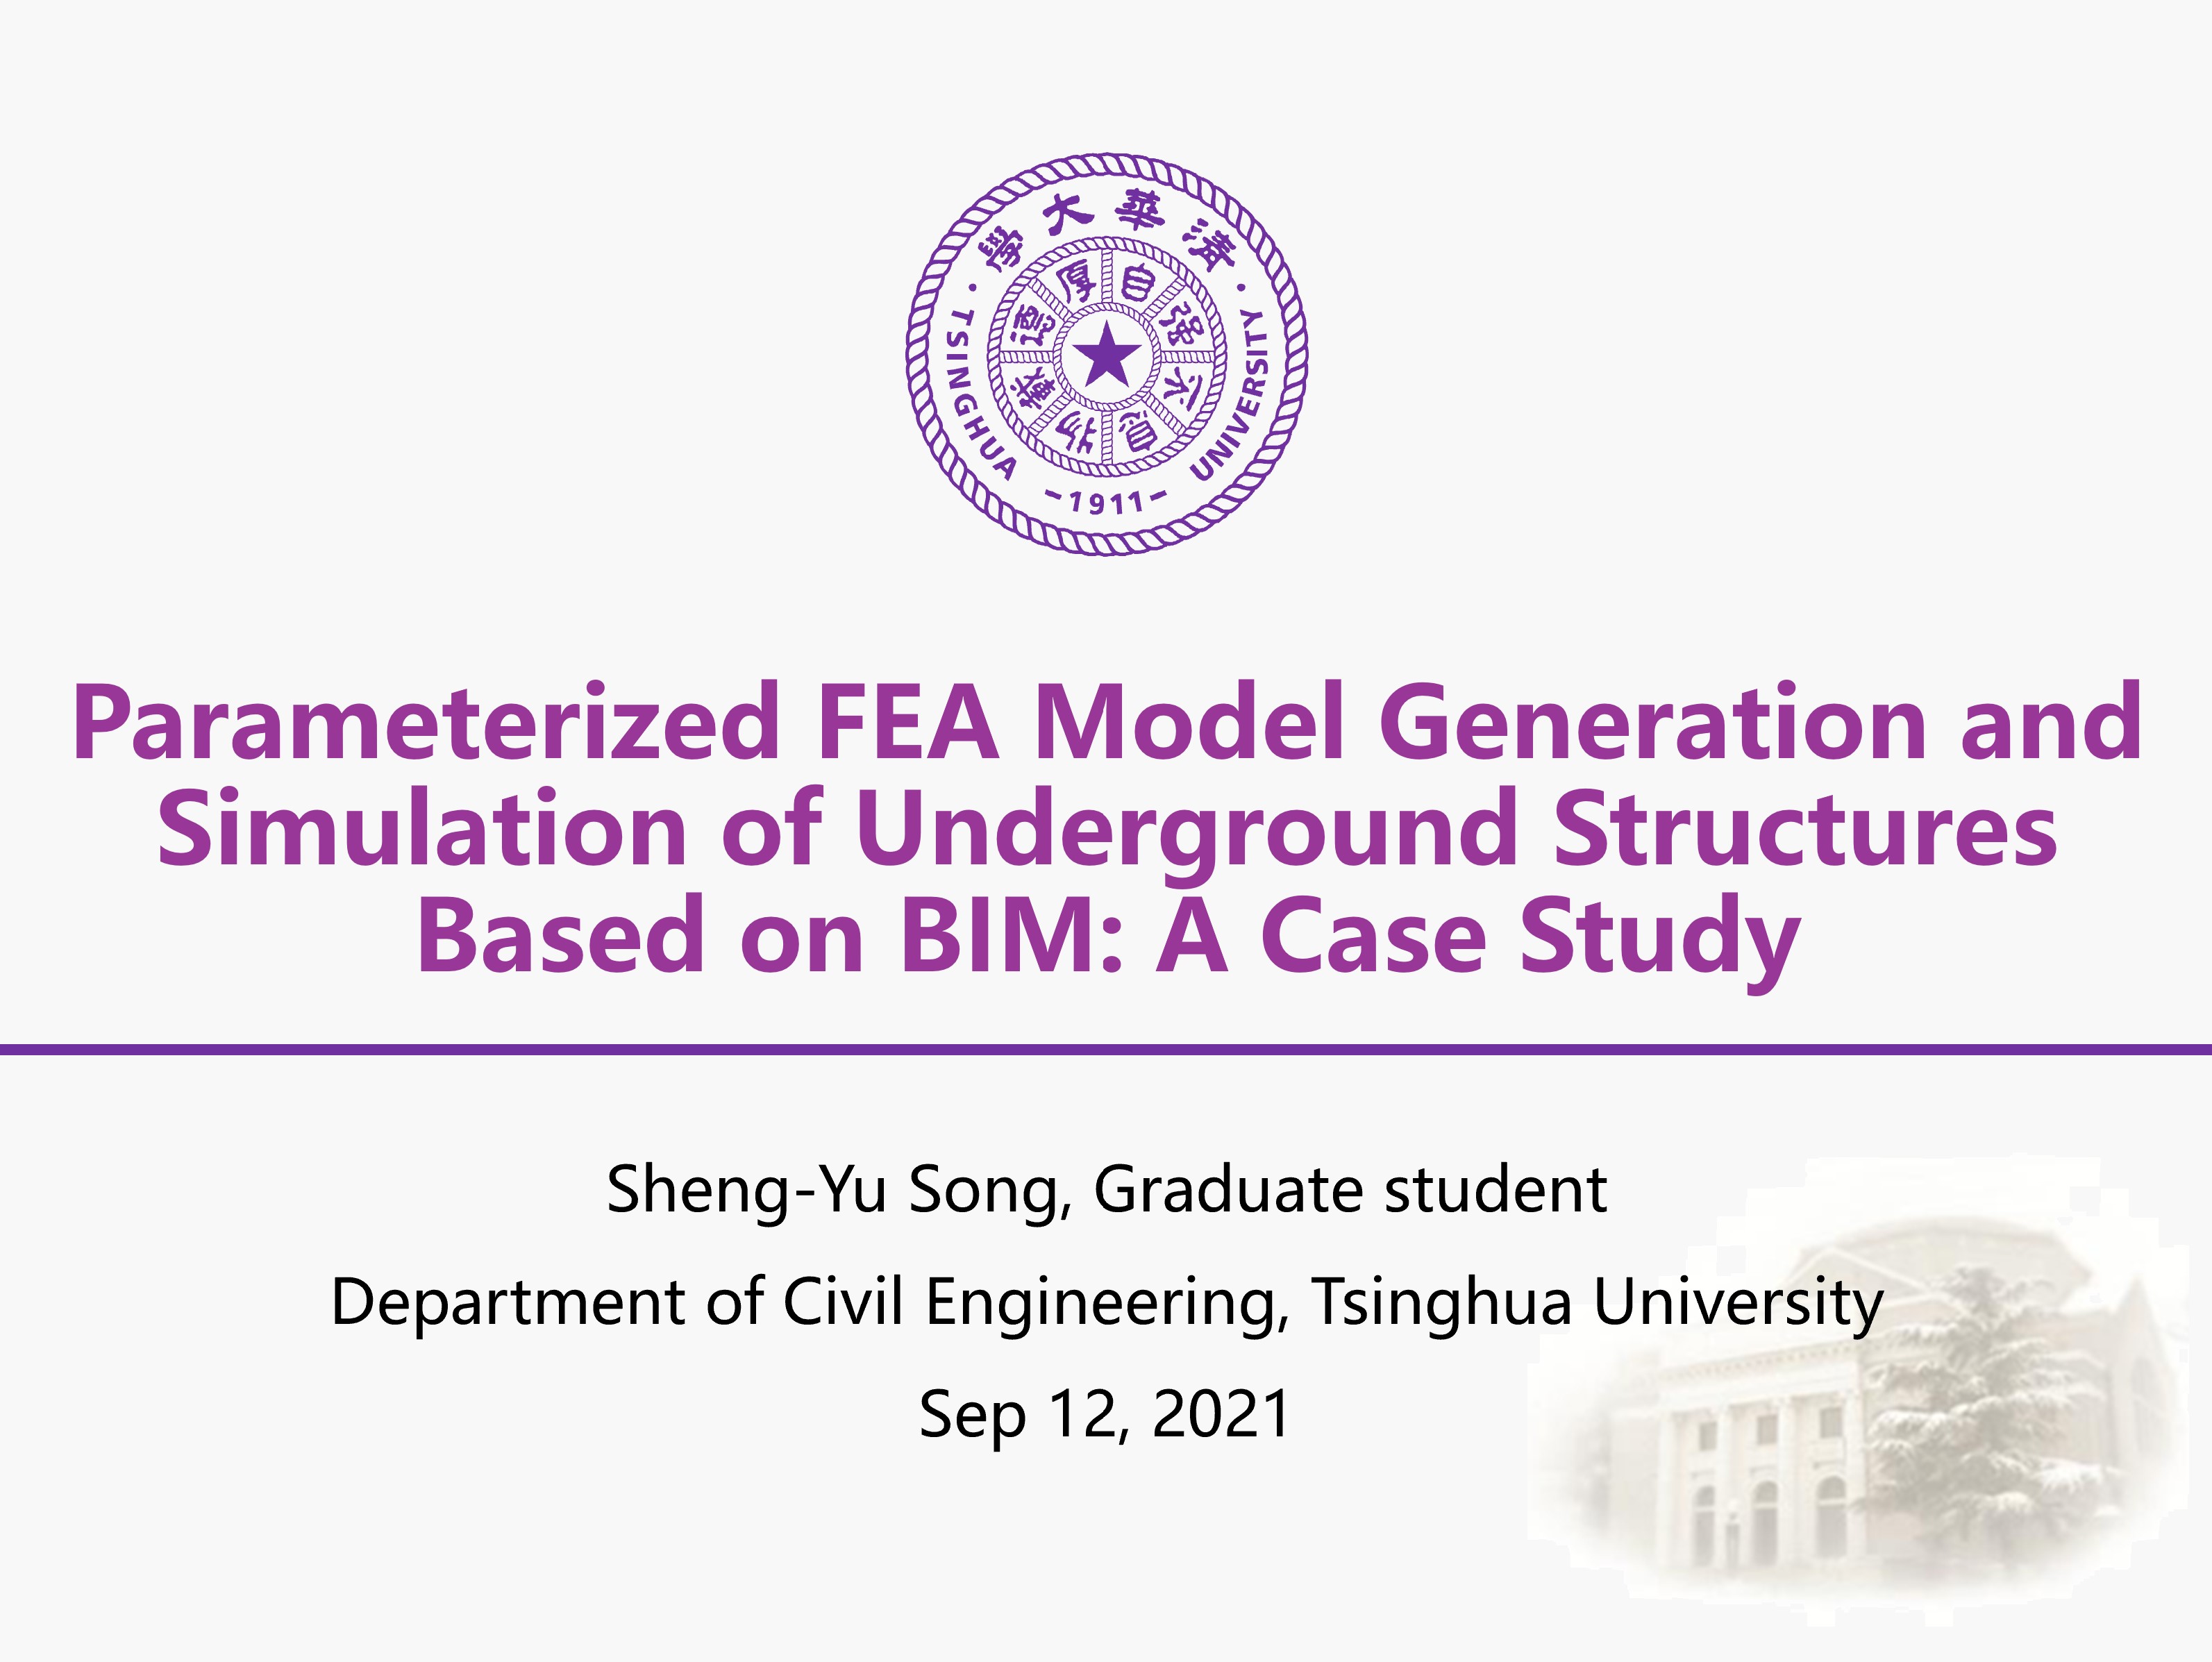 學大華清
自强不息
厚德載物
TSINGHUA UNIVERSITY
-1911-
Parameterized FEA Model Generation and
Simulation of Underground Structures
Based on BIM: A Case Study
Sheng-Yu Song, Graduate student
Department of Civil Engineering, Tsinghua University
Sep 12, 2021